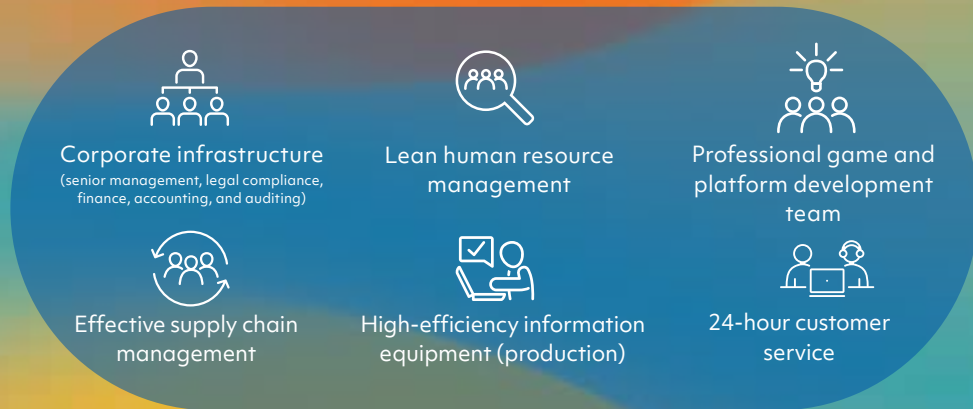 Corporate infrastructure
(senior management, legal compliance,
finance, accounting, and auditing)
Lean human resource
management
Professional game and
platform development
team
Effective supply chain
management
High-efficiency information
equipment (production)
24-hour customer
service